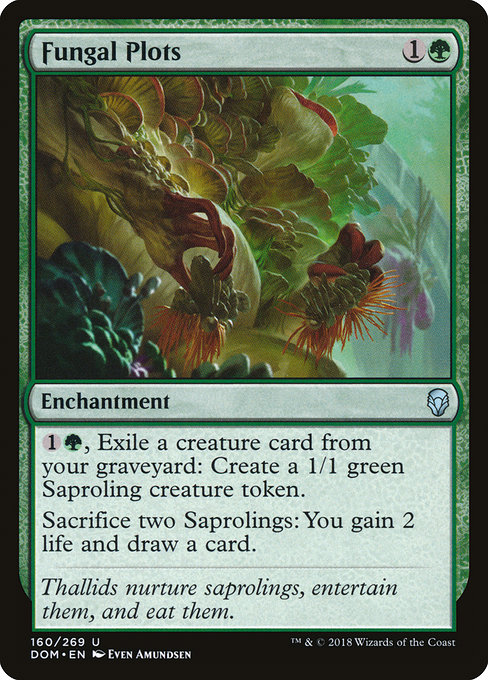 Fungal Plots 1
Enchantment
1, Exile a creature card from
your graveyard: Create a 1/1 green
Saproling creature token.
Sacrifice two Saprolings: You gain 2
life and draw a card.
Thallids nurture saprolings, entertain
them, and eat them.
160/269 U
DOM • EN Even Amundsen
™ & © 2018 Wizards of the Coast